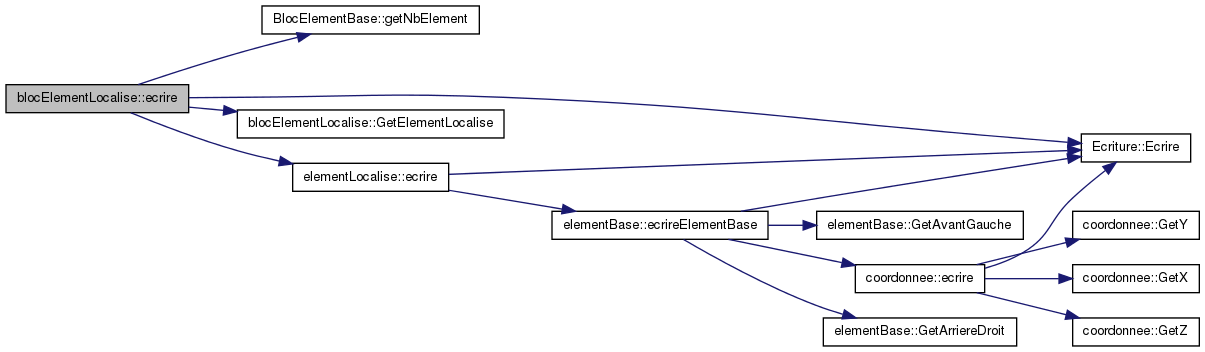 BlocElementBase::getNbElement
blocElementLocalise::ecrire
blocElementLocalise::GetElementLocalise
Ecriture::Ecrire
elementLocalise::ecrire
elementBase::ecrireElementBase
elementBase::GetAvantGauche
coordonnee::GetY
coordonnee::ecrire
coordonnee::GetX
elementBase::GetArriereDroit
coordonnee::GetZ